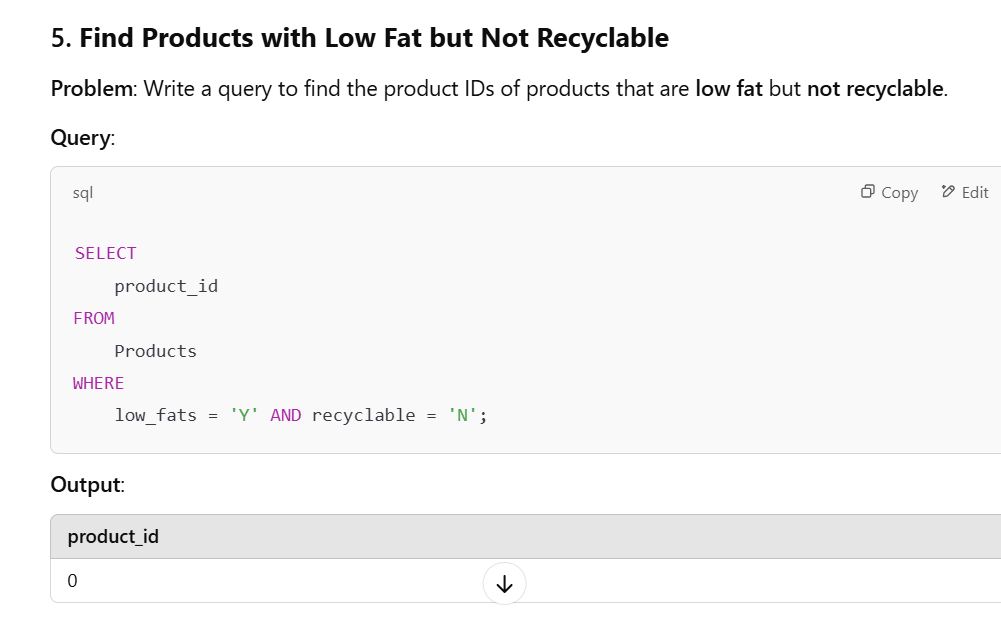 5. Find Products with Low Fat but Not Recyclable
Problem: Write a query to find the product IDs of products that are low fat but not recyclable.
Query:
sql Copy Edit
SELECT
product_id
FROM
Products
WHERE
low_fats = 'Y' AND recyclable = 'N';
Output:
product_id
0